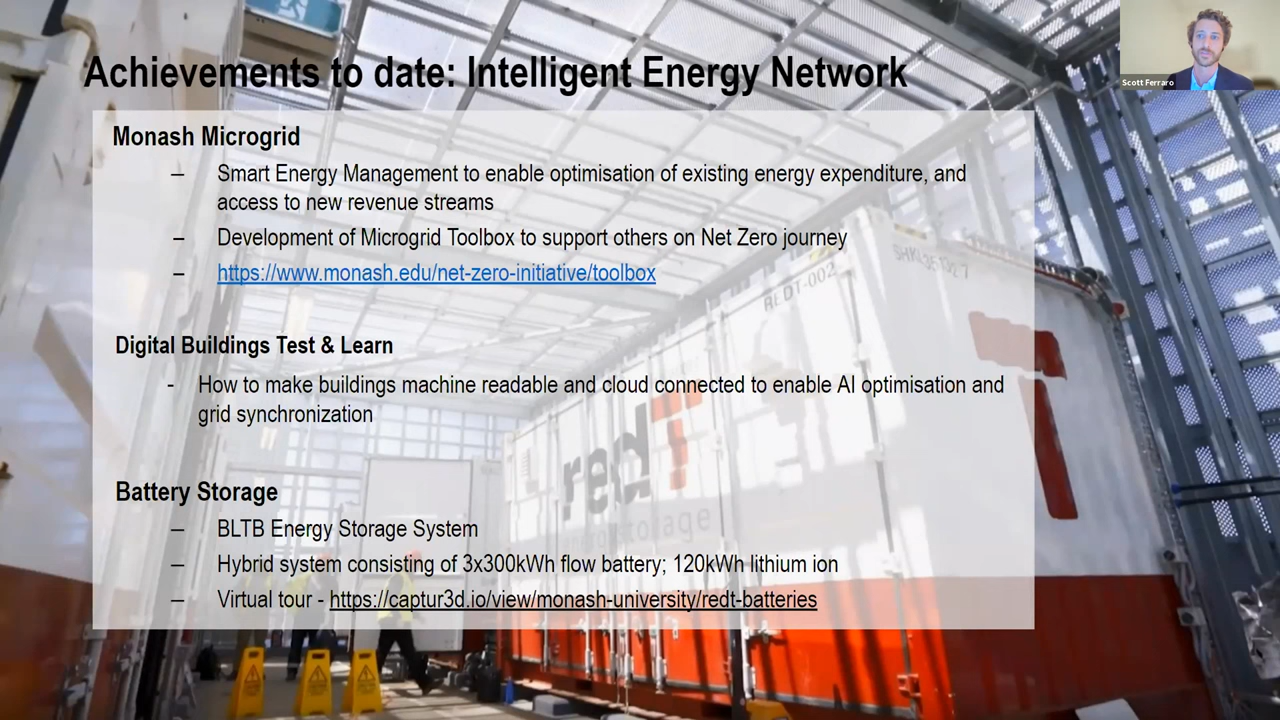 Scott Ferraro
Achievements to date: Intelligent Energy Network
Monash Microgrid
– Smart Energy Management to enable optimisation of existing energy expenditure, and
access to new revenue streams
– Development of Microgrid Toolbox to support others on Net Zero journey
– https://www.monash.edu/net-zero-initiative/toolbox
REDT-002
Digital Buildings Test & Learn
- How to make buildings machine readable and cloud connected to enable AI optimisation and
grid synchronization
redT
storage
Battery Storage
– BLTB Energy Storage System
– Hybrid system consisting of 3x300kWh flow battery; 120kWh lithium ion
– Virtual tour - https://captur3d.io/view/monash-university/redt-batteries